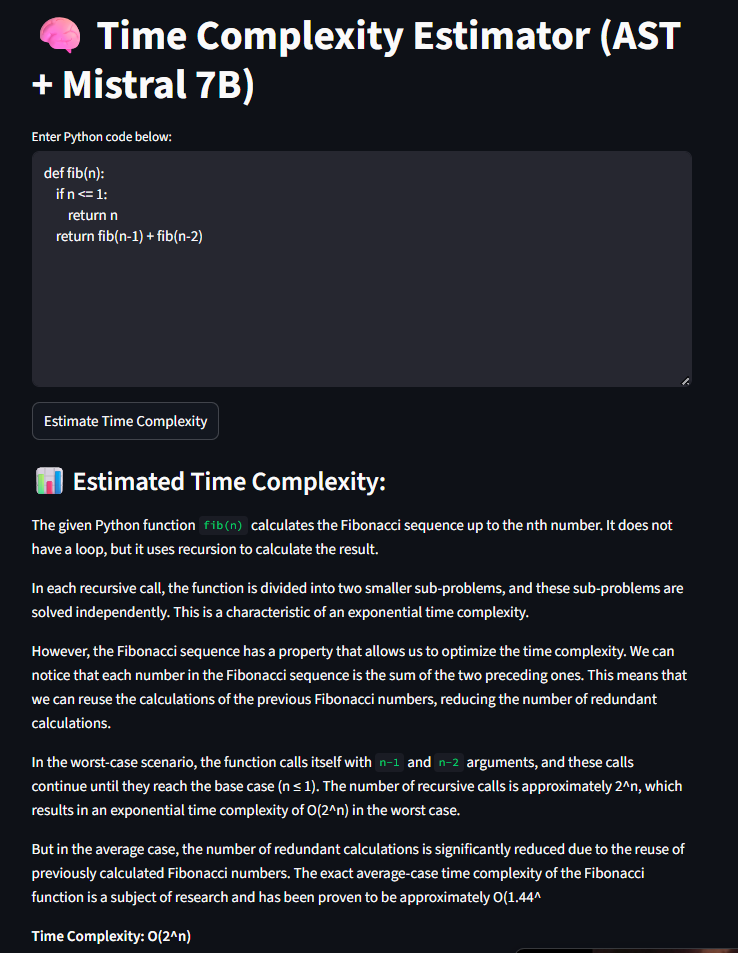 🧠 Time Complexity Estimator (AST
+ Mistral 7B)
Enter Python code below:
def fib(n):
    if n <= 1:
        return n
    return fib(n-1) + fib(n-2)
Estimate Time Complexity
📊 Estimated Time Complexity:
The given Python function fib(n) calculates the Fibonacci sequence up to the nth number. It does not
have a loop, but it uses recursion to calculate the result.
In each recursive call, the function is divided into two smaller sub-problems, and these sub-problems are
solved independently. This is a characteristic of an exponential time complexity.
However, the Fibonacci sequence has a property that allows us to optimize the time complexity. We can
notice that each number in the Fibonacci sequence is the sum of the two preceding ones. This means that
we can reuse the calculations of the previous Fibonacci numbers, reducing the number of redundant
calculations.
In the worst-case scenario, the function calls itself with n-1 and n-2 arguments, and these calls
continue until they reach the base case (n ≤ 1). The number of recursive calls is approximately 2^n, which
results in an exponential time complexity of O(2^n) in the worst case.
But in the average case, the number of redundant calculations is significantly reduced due to the reuse of
previously calculated Fibonacci numbers. The exact average-case time complexity of the Fibonacci
function is a subject of research and has been proven to be approximately O(1.44^
Time Complexity: O(2^n)